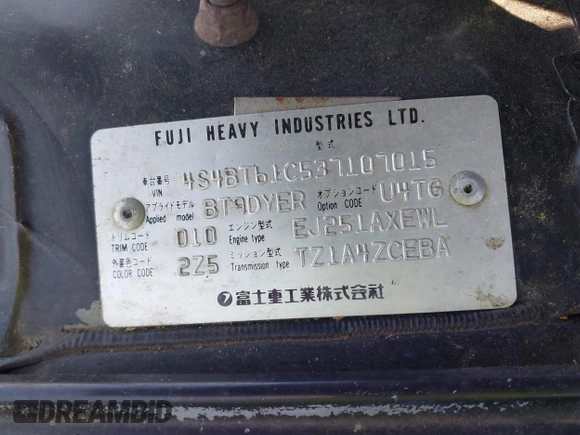 FUJI HEAVY INDUSTRIES LTD.
型式
車台番号 VIN 4S4BT61C537107015
アプライドモデル Applied model BT9DYER オプションコード Option code U4TG
トリムコード TRIM CODE 010 エンジン型式 Engine type EJ251AXEWL
外装色コード COLOR CODE 2Z5 ミッション型式 Transmission type TZ1A4ZCEBA
富士重工業株式会社
DREAMBID